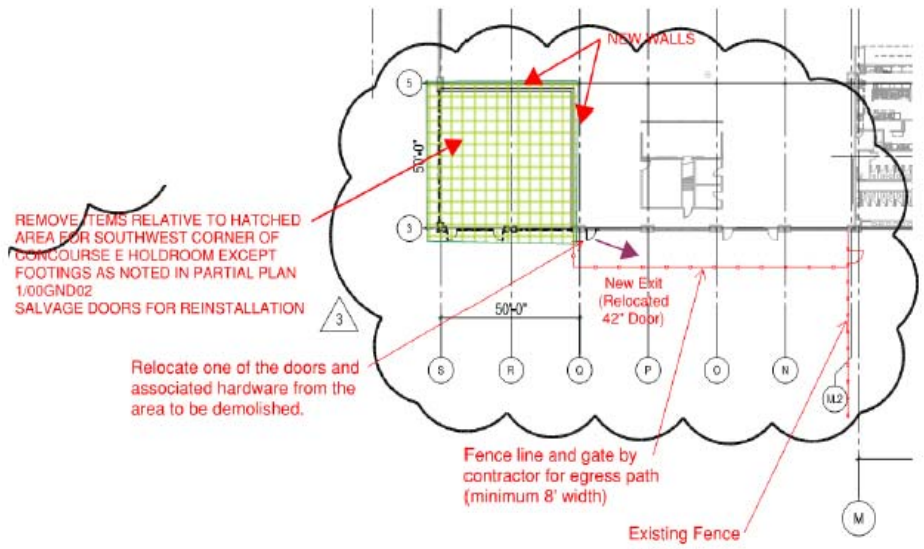 NEW WALLS
5
50'-0"
3
REMOVE ITEMS RELATIVE TO HATCHED
AREA FOR SOUTHWEST CORNER OF
CONCOURSE E HOLDROOM EXCEPT
FOOTINGS AS NOTED IN PARTIAL PLAN
1/00GND02
SALVAGE DOORS FOR REINSTALLATION
3
New Exit
(Relocated
42" Door)
50'-0"
Relocate one of the doors and
associated hardware from the
area to be demolished.
S
R
Q
P
O
N
M.2
Fence line and gate by
contractor for egress path
(minimum 8' width)
Existing Fence
M